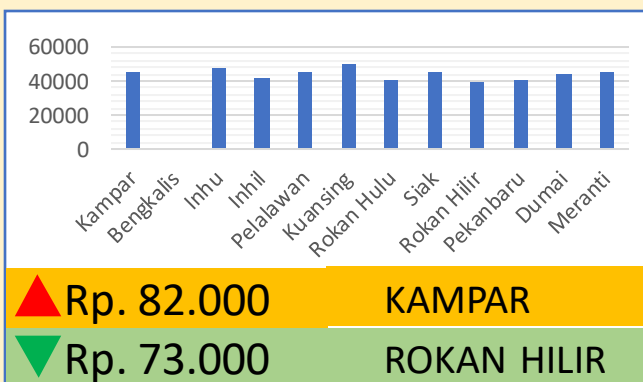 60000
40000
20000
0
Kampar
Bengkalis
Inhu
Inhil
Pelalawan
Kuansing
Rokan Hulu
Siak
Rokan Hilir
Pekanbaru
Dumai
Meranti
Rp. 82.000 KAMPAR
Rp. 73.000 ROKAN HILIR